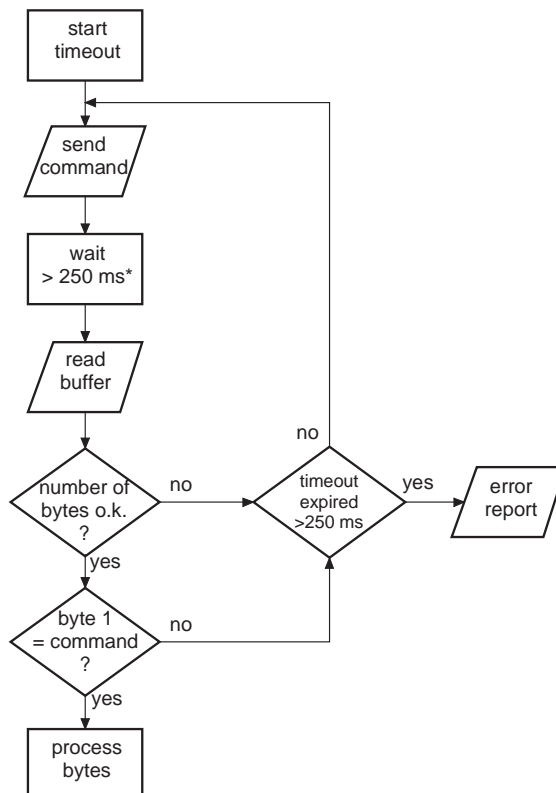 start
timeout
send
command
wait
> 250 ms*
read
buffer
number of
bytes o.k.
?
no
yes
timeout
expired
>250 ms
no
yes
error
report
byte 1
= command
?
no
yes
process
bytes